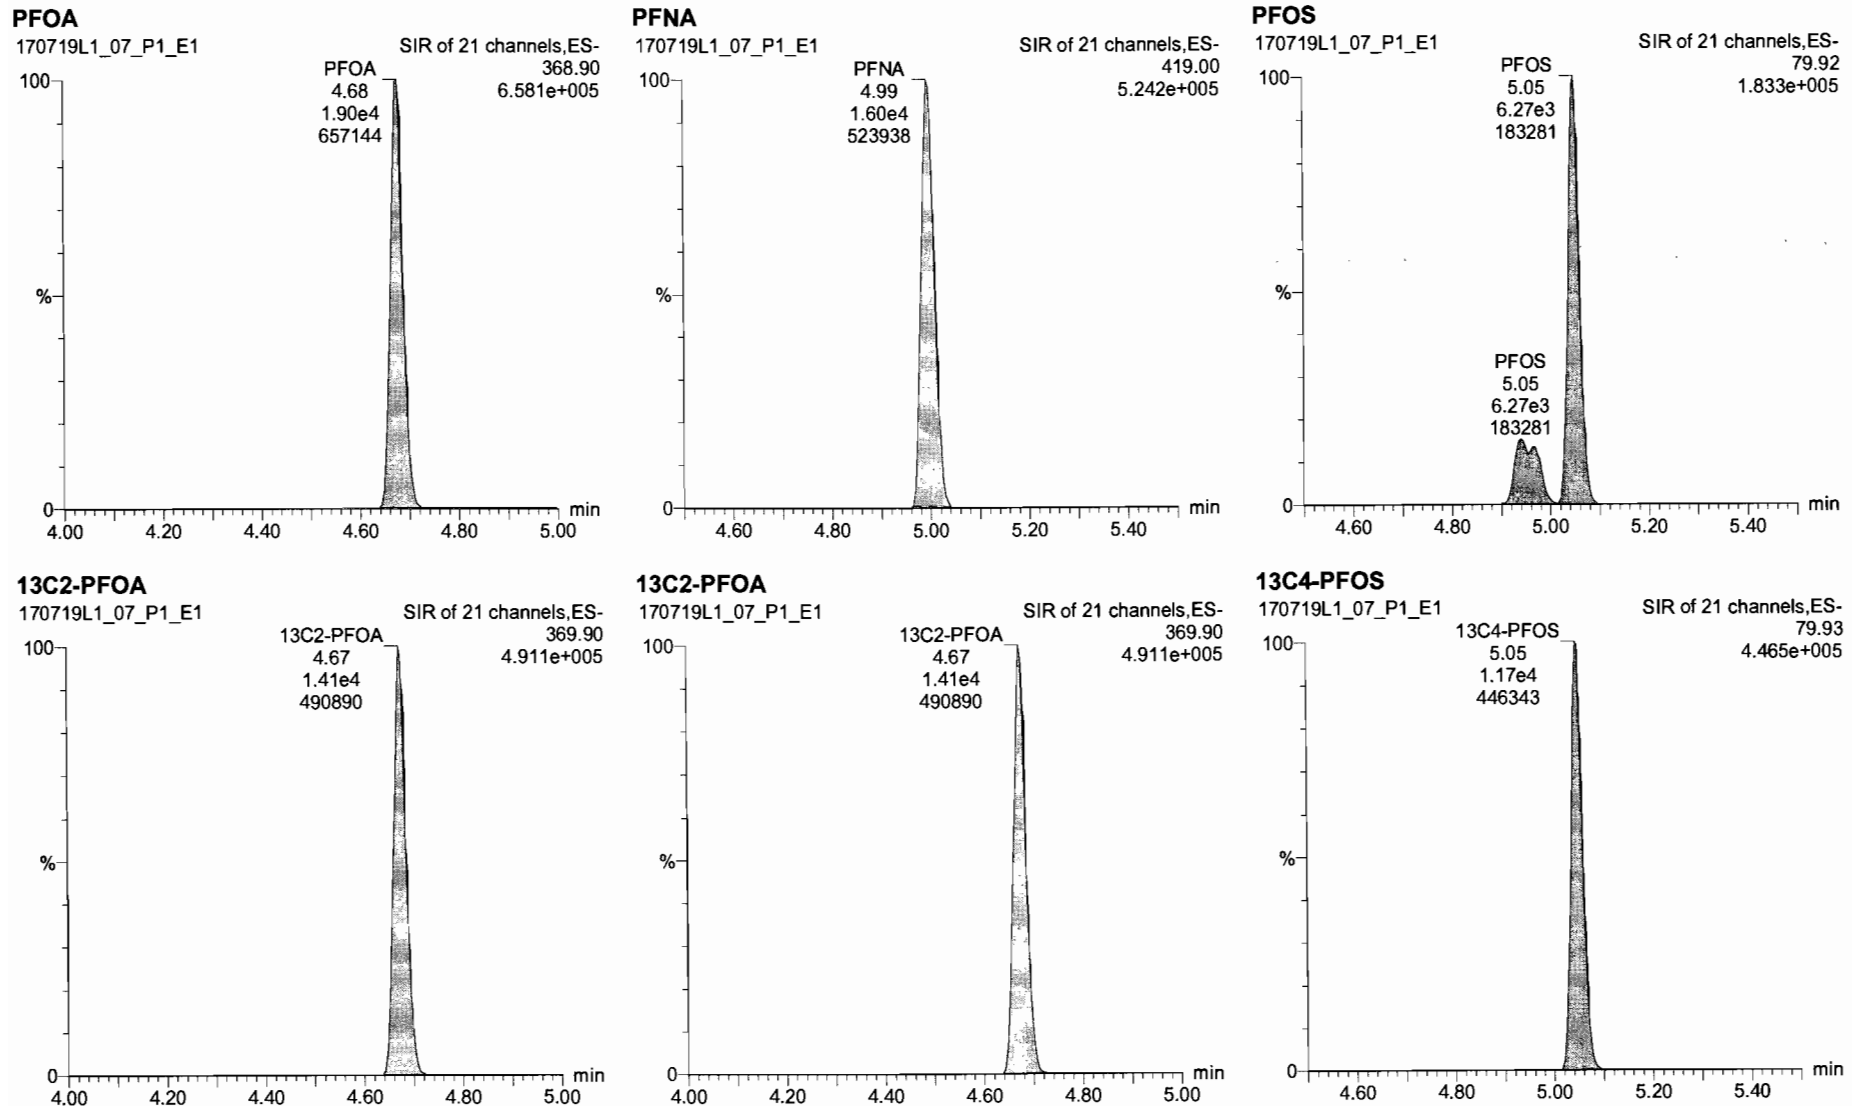 PFOA
170719L1_07_P1_E1
SIR of 21 channels,ES-
368.90
6.581e+005
PFOA
4.68
1.90e4
657144
100
%
0
4.00 4.20 4.40 4.60 4.80 5.00 min
PFNA
170719L1_07_P1_E1
SIR of 21 channels,ES-
419.00
5.242e+005
PFNA
4.99
1.60e4
523938
100
%
0
4.60 4.80 5.00 5.20 5.40 min
PFOS
170719L1_07_P1_E1
SIR of 21 channels,ES-
79.92
1.833e+005
PFOS
5.05
6.27e3
183281
PFOS
5.05
6.27e3
183281
100
%
0
4.60 4.80 5.00 5.20 5.40 min
13C2-PFOA
170719L1_07_P1_E1
SIR of 21 channels,ES-
369.90
4.911e+005
13C2-PFOA
4.67
1.41e4
490890
100
%
0
4.00 4.20 4.40 4.60 4.80 5.00 min
13C2-PFOA
170719L1_07_P1_E1
SIR of 21 channels,ES-
369.90
4.911e+005
13C2-PFOA
4.67
1.41e4
490890
100
%
0
4.00 4.20 4.40 4.60 4.80 5.00 min
13C4-PFOS
170719L1_07_P1_E1
SIR of 21 channels,ES-
79.93
4.465e+005
13C4-PFOS
5.05
1.17e4
446343
100
%
0
4.60 4.80 5.00 5.20 5.40 min